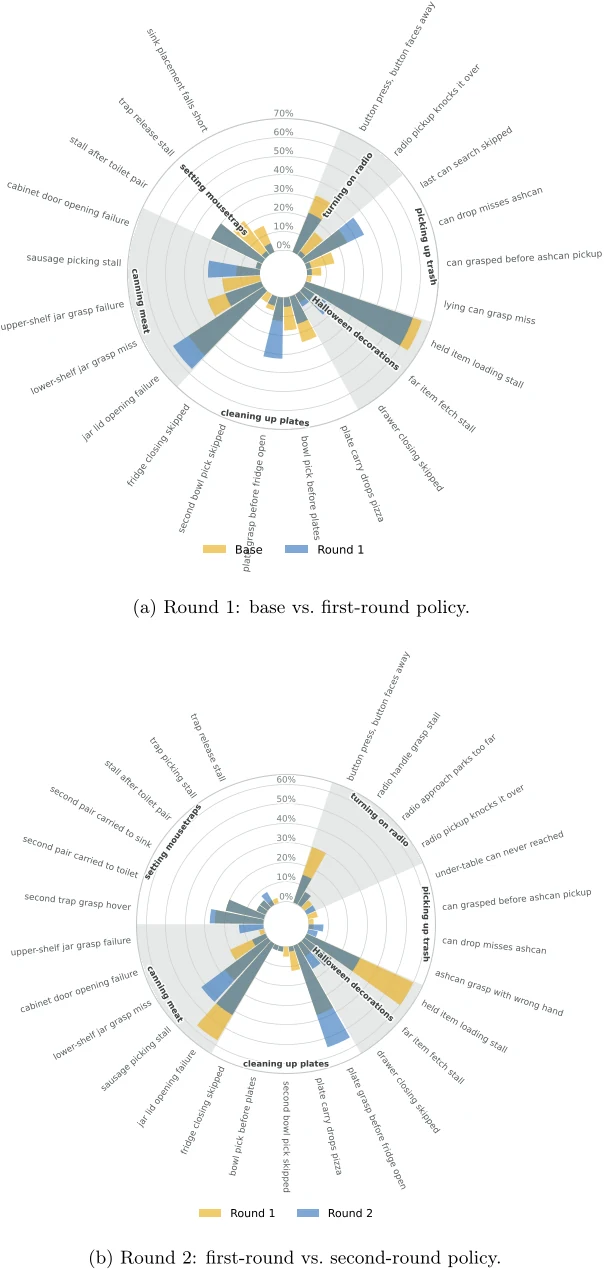 button press, button faces away
radio pickup knocks it over
last can search skipped
can drop misses ashcan
can grasped before ashcan pickup
lying can grasp miss
held item loading stall
far item fetch stall
drawer closing skipped
plate carry drops pizza
bowl pick before plates
plate grasp before fridge open
second bowl pick skipped
fridge closing skipped
jar lid opening failure
lower-shelf jar grasp miss
upper-shelf jar grasp failure
sausage picking stall
cabinet door opening failure
stall after toilet pair
trap release stall
sink placement falls short
70%
60%
50%
40%
30%
20%
10%
0%
turning on radio
picking up trash
Halloween decorations
cleaning up plates
canning meat
setting mousetraps
Base
Round 1
(a) Round 1: base vs. first-round policy.
button press, button faces away
radio handle grasp stall
radio approach parks too far
radio pickup knocks it over
under-table can never reached
can grasped before ashcan pickup
can drop misses ashcan
ashcan grasp with wrong hand
held item loading stall
far item fetch stall
drawer closing skipped
plate grasp before fridge open
plate carry drops pizza
second bowl pick skipped
bowl pick before plates
fridge closing skipped
jar lid opening failure
sausage picking stall
lower-shelf jar grasp miss
cabinet door opening failure
upper-shelf jar grasp failure
second trap grasp hover
second pair carried to toilet
second pair carried to sink
stall after toilet pair
trap picking stall
trap release stall
60%
50%
40%
30%
20%
10%
0%
turning on radio
picking up trash
Halloween decorations
cleaning up plates
canning meat
setting mousetraps
Round 1
Round 2
(b) Round 2: first-round vs. second-round policy.